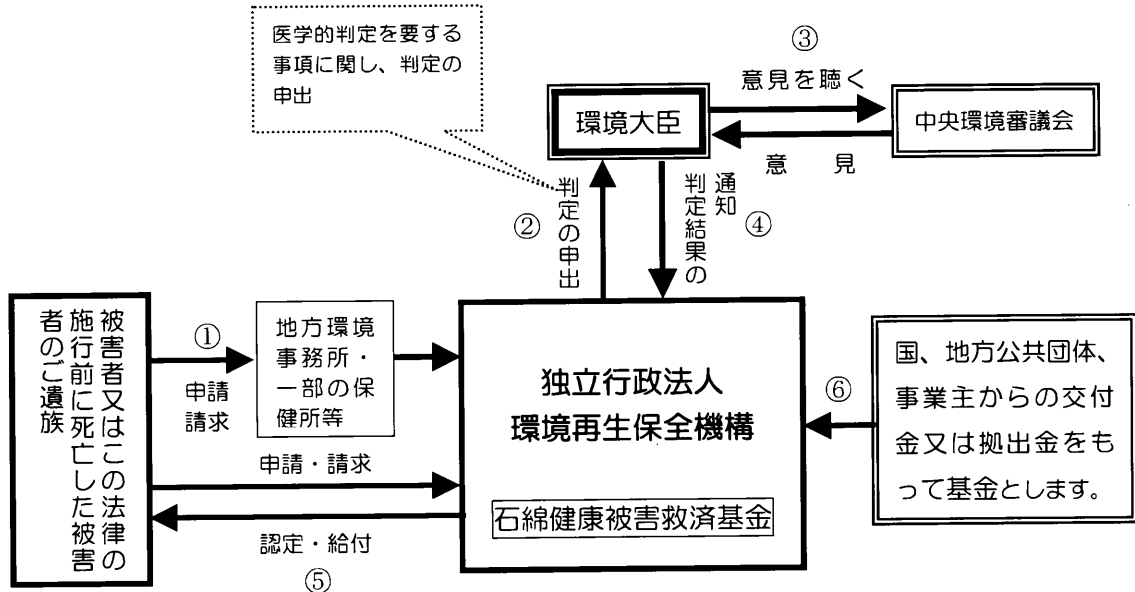 医学的判定を要する
事項に関し、判定の
申出
③
意見を聴く
環境大臣
中央環境審議会
意　見
②
判定の申出
判定結果の
通知
④
被害者又はこの法律の
施行前に死亡した被害
者のご遺族
①
申請
請求
地方環境
事務所・
一部の保
健所等
独立行政法人
環境再生保全機構
石綿健康被害救済基金
⑥
国、地方公共団体、
事業主からの交付
金又は拠出金をも
って基金とします。
申請・請求
認定・給付
⑤